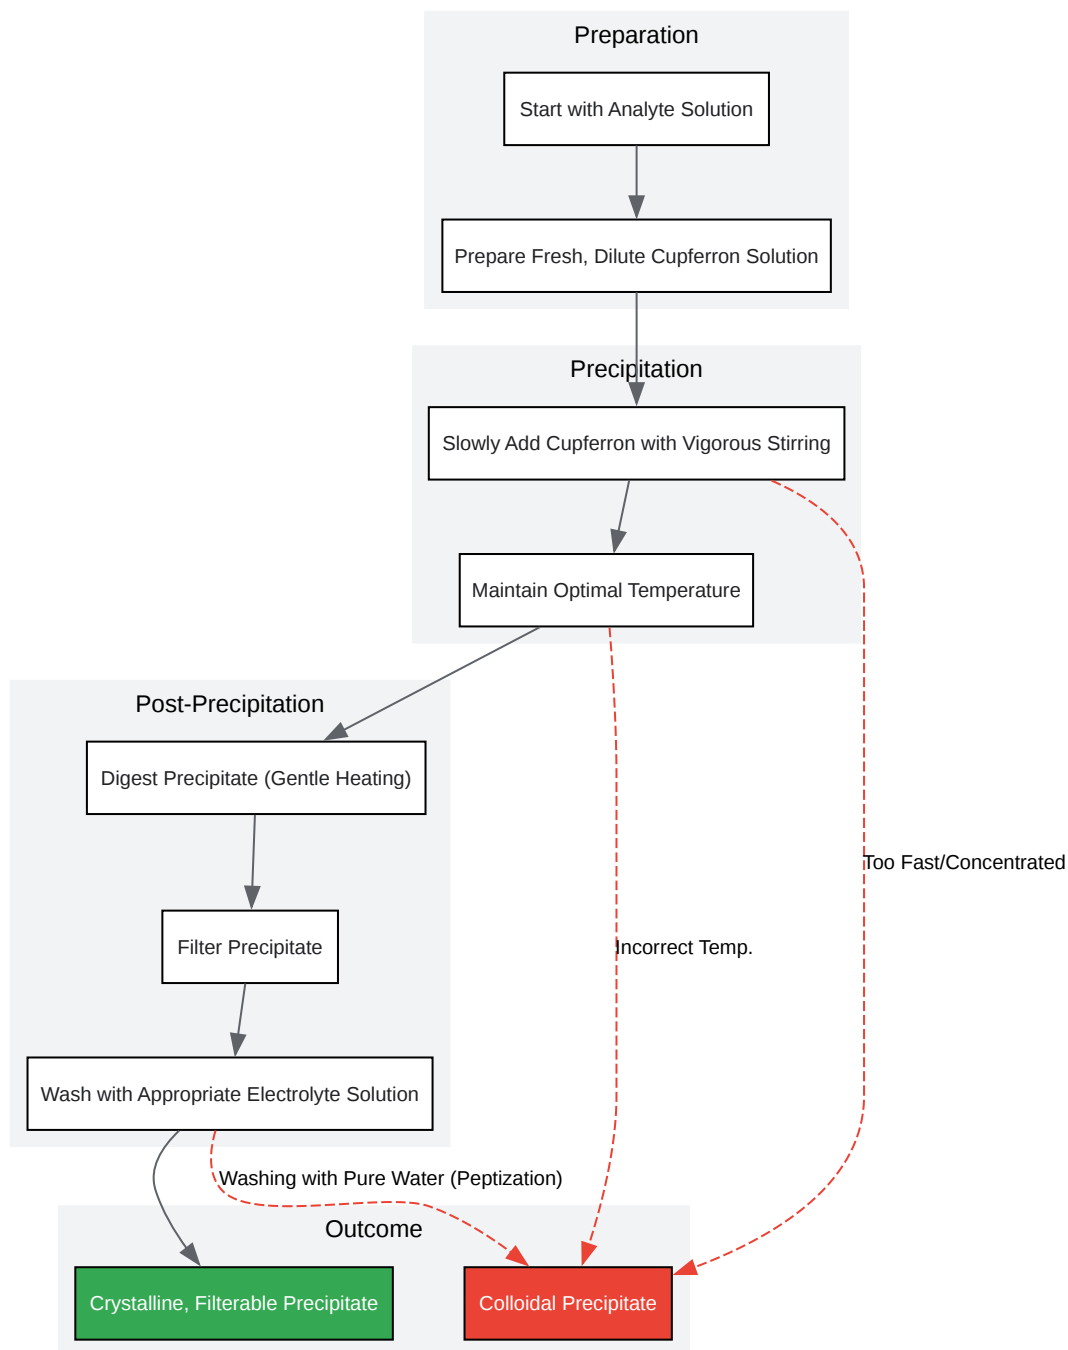 Preparation
Start with Analyte Solution
Prepare Fresh, Dilute Cupferron Solution
Precipitation
Slowly Add Cupferron with Vigorous Stirring
Maintain Optimal Temperature
Post-Precipitation
Digest Precipitate (Gentle Heating)
Too Fast/Concentrated
Filter Precipitate
Incorrect Temp.
Wash with Appropriate Electrolyte Solution
Washing with Pure Water (Peptization)
Outcome
Crystalline, Filterable Precipitate
Colloidal Precipitate